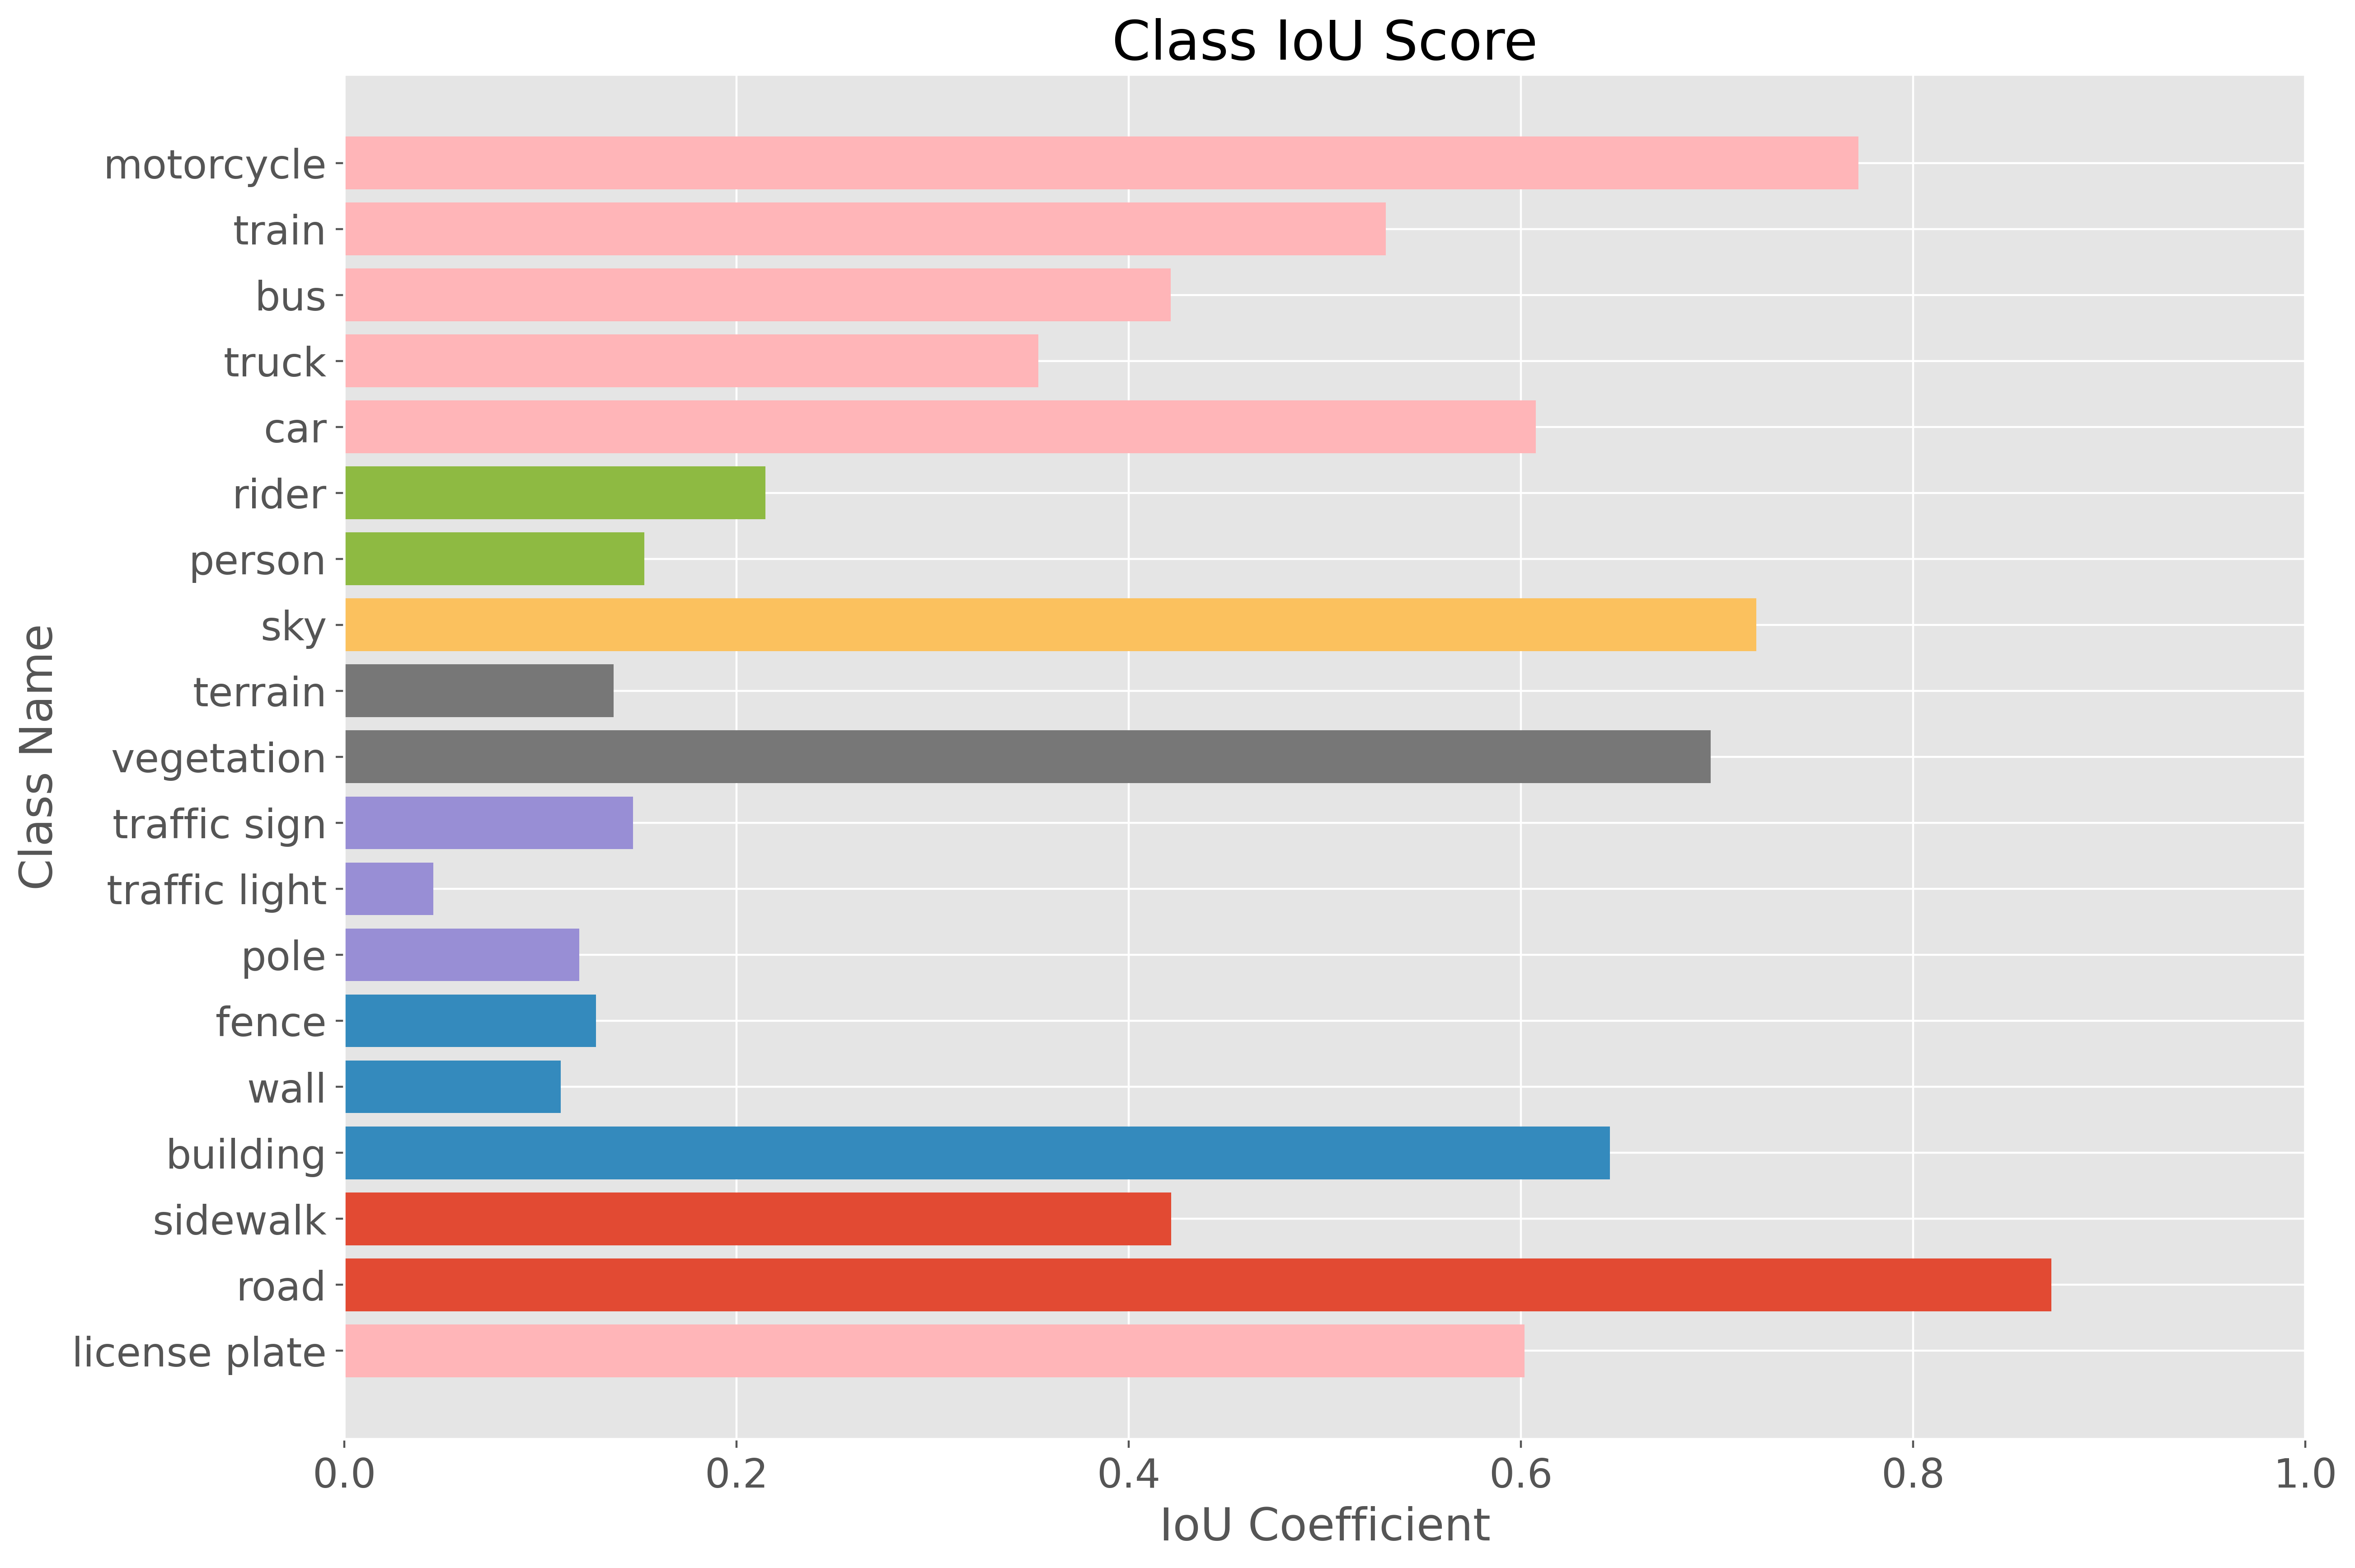 Class IoU Score
Class Name
motorcycle
train
bus
truck
car
rider
person
sky
terrain
vegetation
traffic sign
traffic light
pole
fence
wall
building
sidewalk
road
license plate
0.0 0.2 0.4 0.6 0.8 1.0
IoU Coefficient